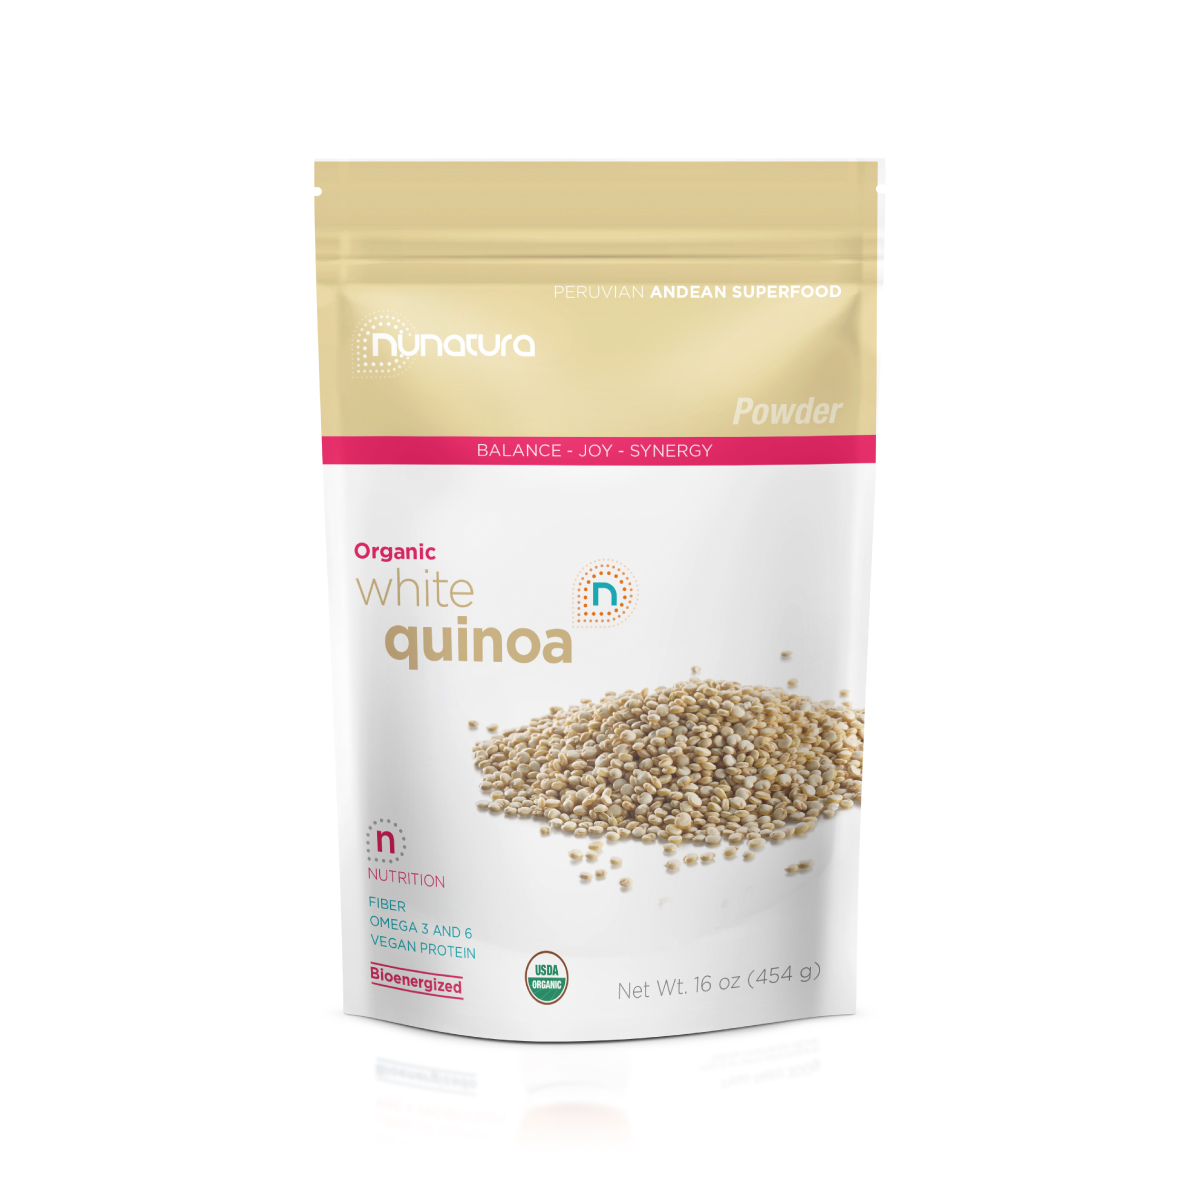 PERUVIAN ANDEAN SUPERFOOD
nunatura
Powder
BALANCE - JOY - SYNERGY
Organic
white
quinoa
n
n
NUTRITION
FIBER
OMEGA 3 AND 6
VEGAN PROTEIN
Bioenergized
USDA
ORGANIC
Net Wt. 16 oz (454 g)